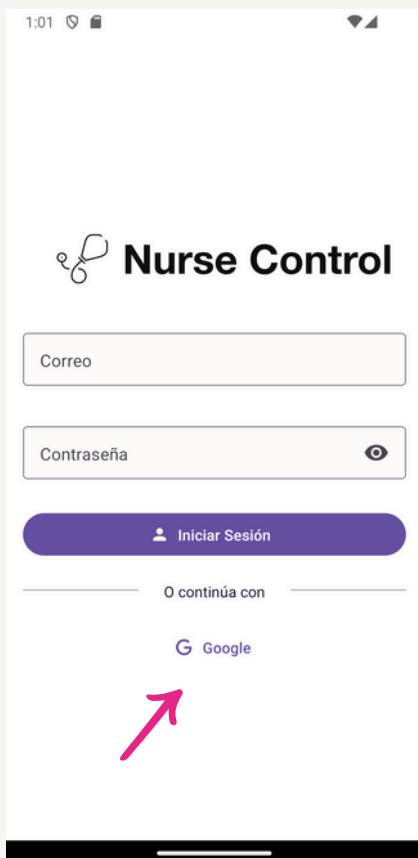 1:01
Nurse Control
Correo
Contraseña
Iniciar Sesión
O continúa con
G Google